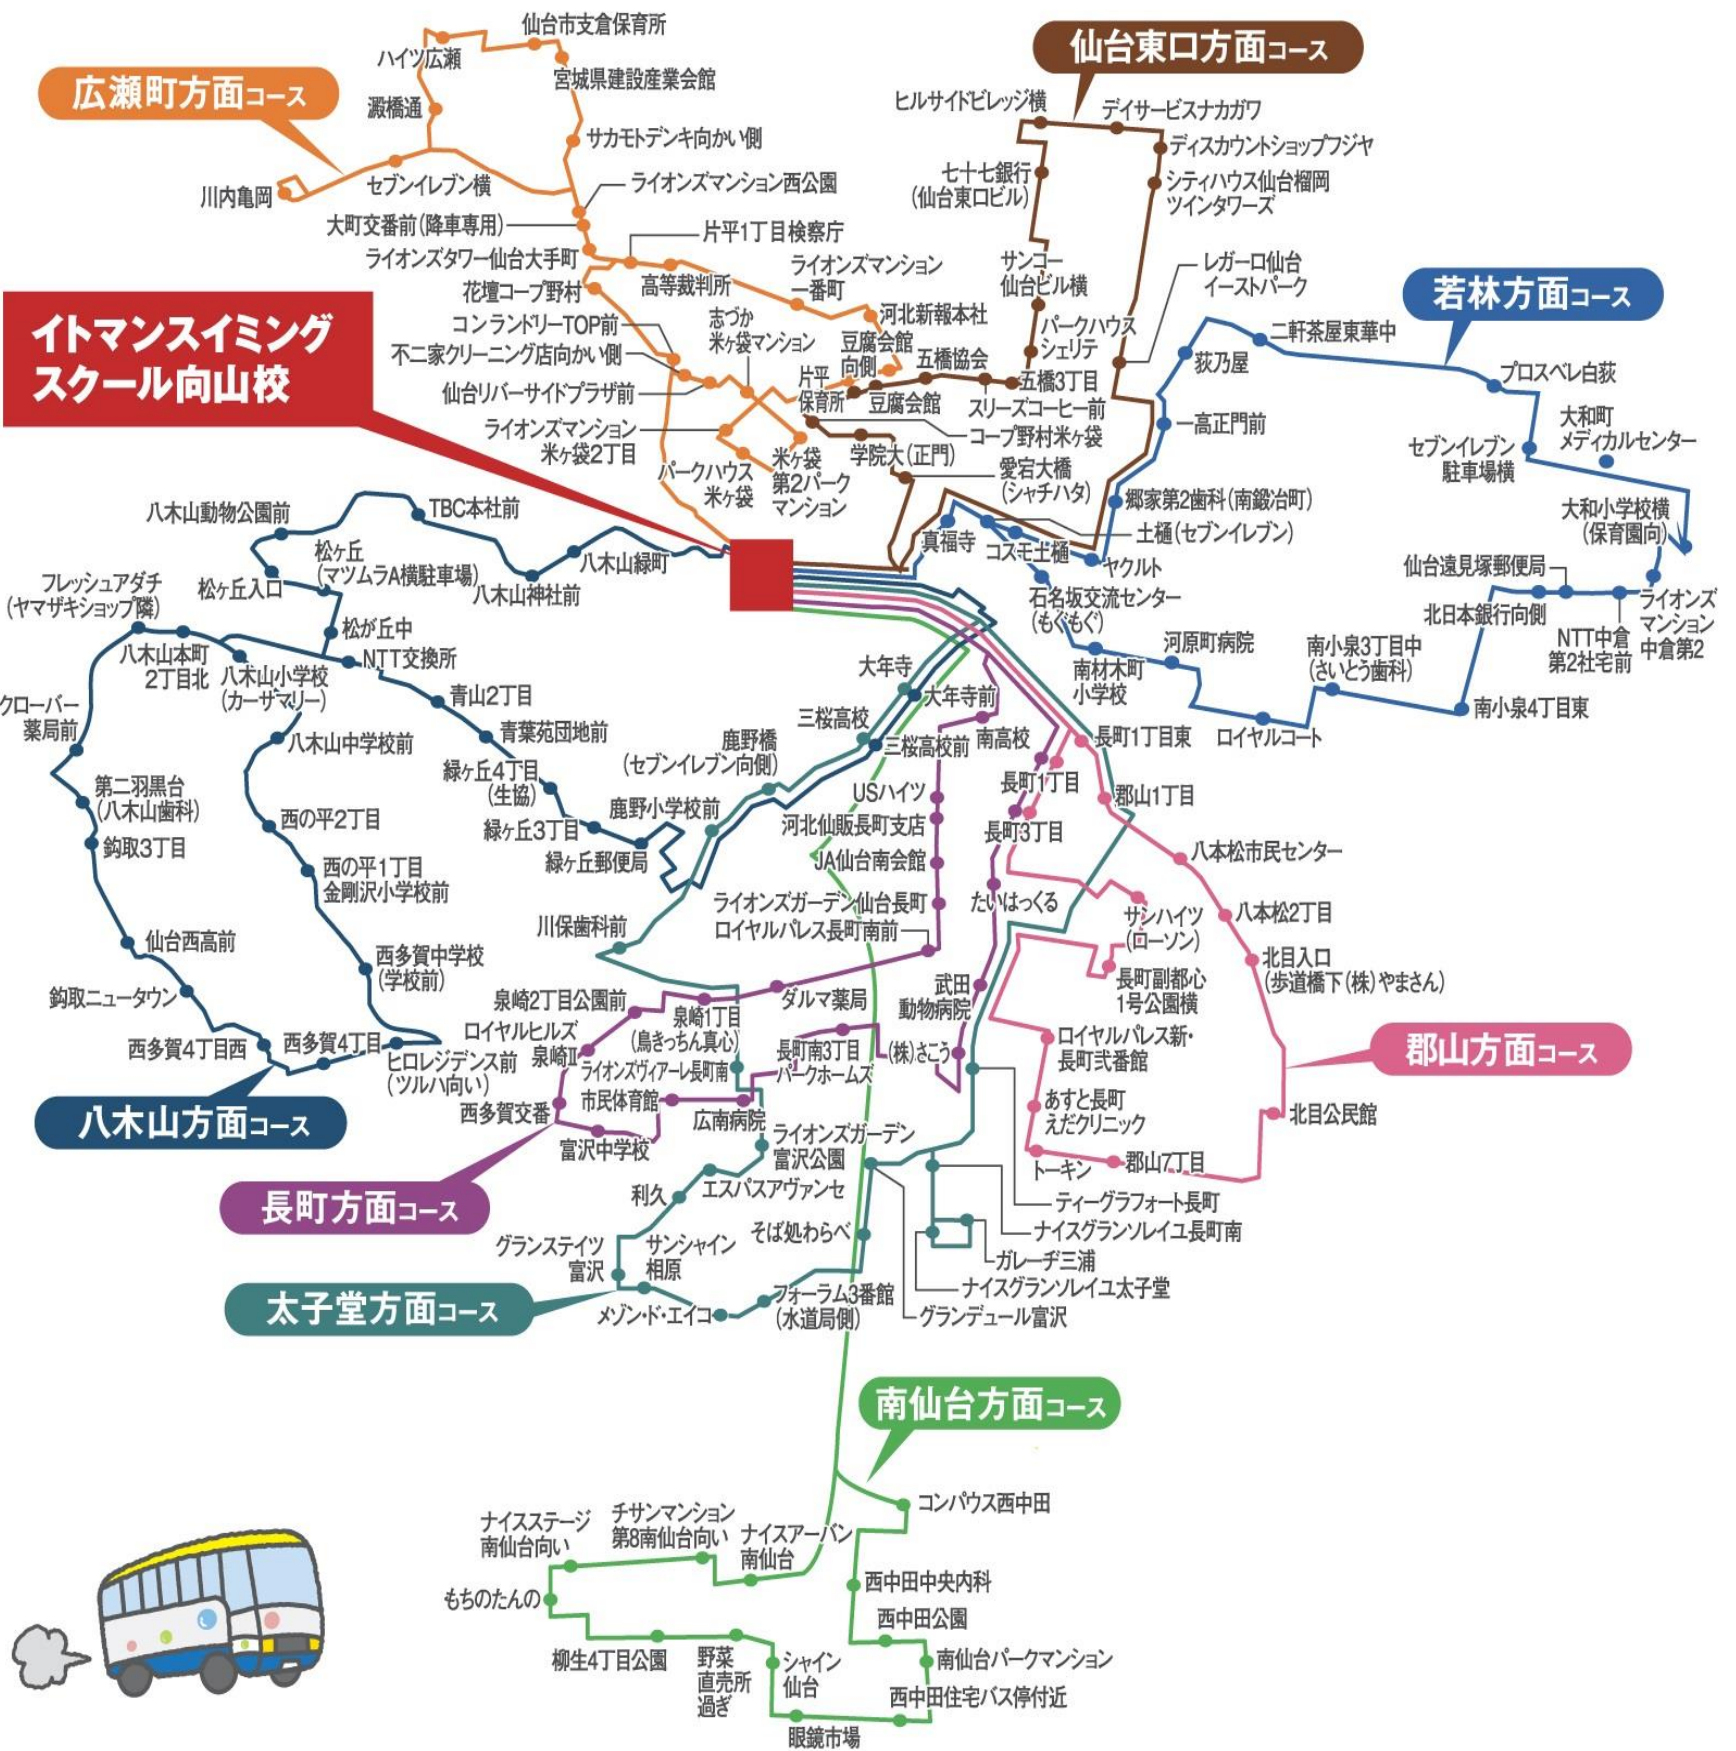 仙台市支倉保育所
ハイツ広瀬
宮城県建設産業会館
広瀬町方面コース
澱橋通
サカモトデンキ向かい側
川内亀岡
セブンイレブン横
ライオンズマンション西公園
大町交番前(降車専用)
片平1丁目検察庁
ライオンズタワー仙台大手町
高等裁判所
ライオンズマンション
一番町
花壇コープ野村
コンランドリーTOP前
志づか
米ヶ袋マンション
河北新報本社
不二家クリーニング店向かい側
豆腐会館
向側
仙台リバーサイドプラザ前
片平
保育所
ライオンズマンション
米ヶ袋2丁目
パークハウス
米ヶ袋
米ヶ袋
第2パーク
マンション
イトマンスイミング
スクール向山校
仙台東口方面コース
ヒルサイドビレッジ横
デイサービスナカガワ
ディスカウントショップフジヤ
七十七銀行
(仙台東口ビル)
シティハウス仙台榴岡
ツインタワーズ
サンコー
仙台ビル横
レガーロ仙台
イーストパーク
パークハウス
シェリテ
五橋協会
五橋3丁目
豆腐会館
スリーズコーヒー前
コープ野村米ヶ袋
学院大(正門)
愛宕大橋
(シャチハタ)
若林方面コース
二軒茶屋東華中
荻乃屋
プロスペレ白荻
一高正門前
大和町
メディカルセンター
セブンイレブン
駐車場横
郷家第2歯科(南鍛冶町)
大和小学校横
(保育園向)
土樋(セブンイレブン)
真福寺
コスモ土樋
ヤクルト
仙台遠見塚郵便局
石名坂交流センター
(もぐもぐ)
北日本銀行向側
ライオンズ
マンション
中倉第2
NTT中倉
第2社宅前
河原町病院
南小泉3丁目中
(さいとう歯科)
南材木町
小学校
南小泉4丁目東
ロイヤルコート
八木山動物公園前
TBC本社前
松ヶ丘
(マツムラA横駐車場)
八木山緑町
フレッシュアダチ
(ヤマザキショップ隣)
松ヶ丘入口
八木山神社前
松が丘中
八木山本町
2丁目北
八木山小学校
(カーサマリー)
NTT交換所
クローバー
薬局前
青山2丁目
八木山中学校前
青葉苑団地前
第二羽黒台
(八木山歯科)
緑ヶ丘4丁目
(生協)
鹿野小学校前
西の平2丁目
緑ヶ丘3丁目
鈎取3丁目
緑ヶ丘郵便局
西の平1丁目
金剛沢小学校前
仙台西高前
西多賀中学校
(学校前)
鈎取ニュータウン
西多賀4丁目西
西多賀4丁目
ヒロレジデンス前
(ツルハ向い)
八木山方面コース
大年寺
大年寺前
三桜高校
三桜高校前
鹿野橋
(セブンイレブン向側)
南高校
長町1丁目東
USハイツ
長町1丁目
郡山1丁目
河北仙販長町支店
長町3丁目
JA仙台南会館
八本松市民センター
ライオンズガーデン仙台長町
たいはっくる
サンハイツ
(ローソン)
八本松2丁目
川保歯科前
ロイヤルパレス長町南前
北目入口
(歩道橋下(株)やまさん)
長町副都心
1号公園横
武田
動物病院
泉崎2丁目公園前
ダルマ薬局
泉崎1丁目
(鳥きっちん真心)
ロイヤルヒルズ
泉崎II
長町南3丁目
パークホームズ
(株)さこう
ロイヤルパレス新・
長町弐番館
郡山方面コース
ライオンズヴィアーレ長町南
市民体育館
西多賀交番
広南病院
あすと長町
えだクリニック
北目公民館
富沢中学校
ライオンズガーデン
富沢公園
トーキン
郡山7丁目
長町方面コース
利久
エスパスアヴァンセ
ティーグラフォート長町
そば処わらべ
ナイスグランソレイユ長町南
グランステイツ
富沢
サンシャイン
相原
ガレーヂ三浦
ナイスグランソレイユ太子堂
太子堂方面コース
メゾン・ド・エイコ
フォーラム3番館
(水道局側)
グランデュール富沢
南仙台方面コース
コンパウス西中田
ナイスステージ
南仙台向い
チサンマンション
第8南仙台向い
ナイスアーバン
南仙台
もちのたんの
西中田中央内科
西中田公園
柳生4丁目公園
野菜
直売所
過ぎ
シャイン
仙台
南仙台パークマンション
西中田住宅バス停付近
眼鏡市場